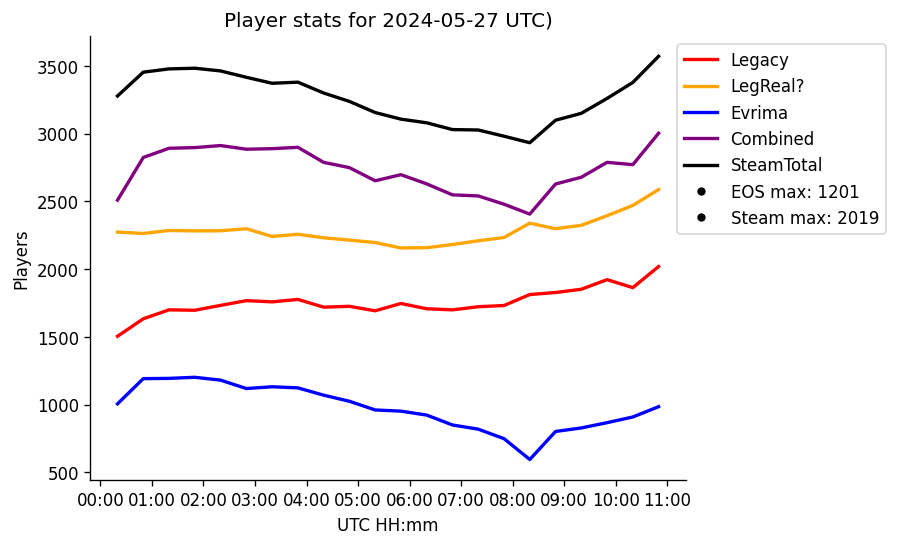 Player stats for 2024-05-27 UTC)
Players
3500
3000
2500
2000
1500
1000
500
00:00 01:00 02:00 03:00 04:00 05:00 06:00 07:00 08:00 09:00 10:00 11:00
UTC HH:mm
Legacy
LegReal?
Evrima
Combined
SteamTotal
EOS max: 1201
Steam max: 2019